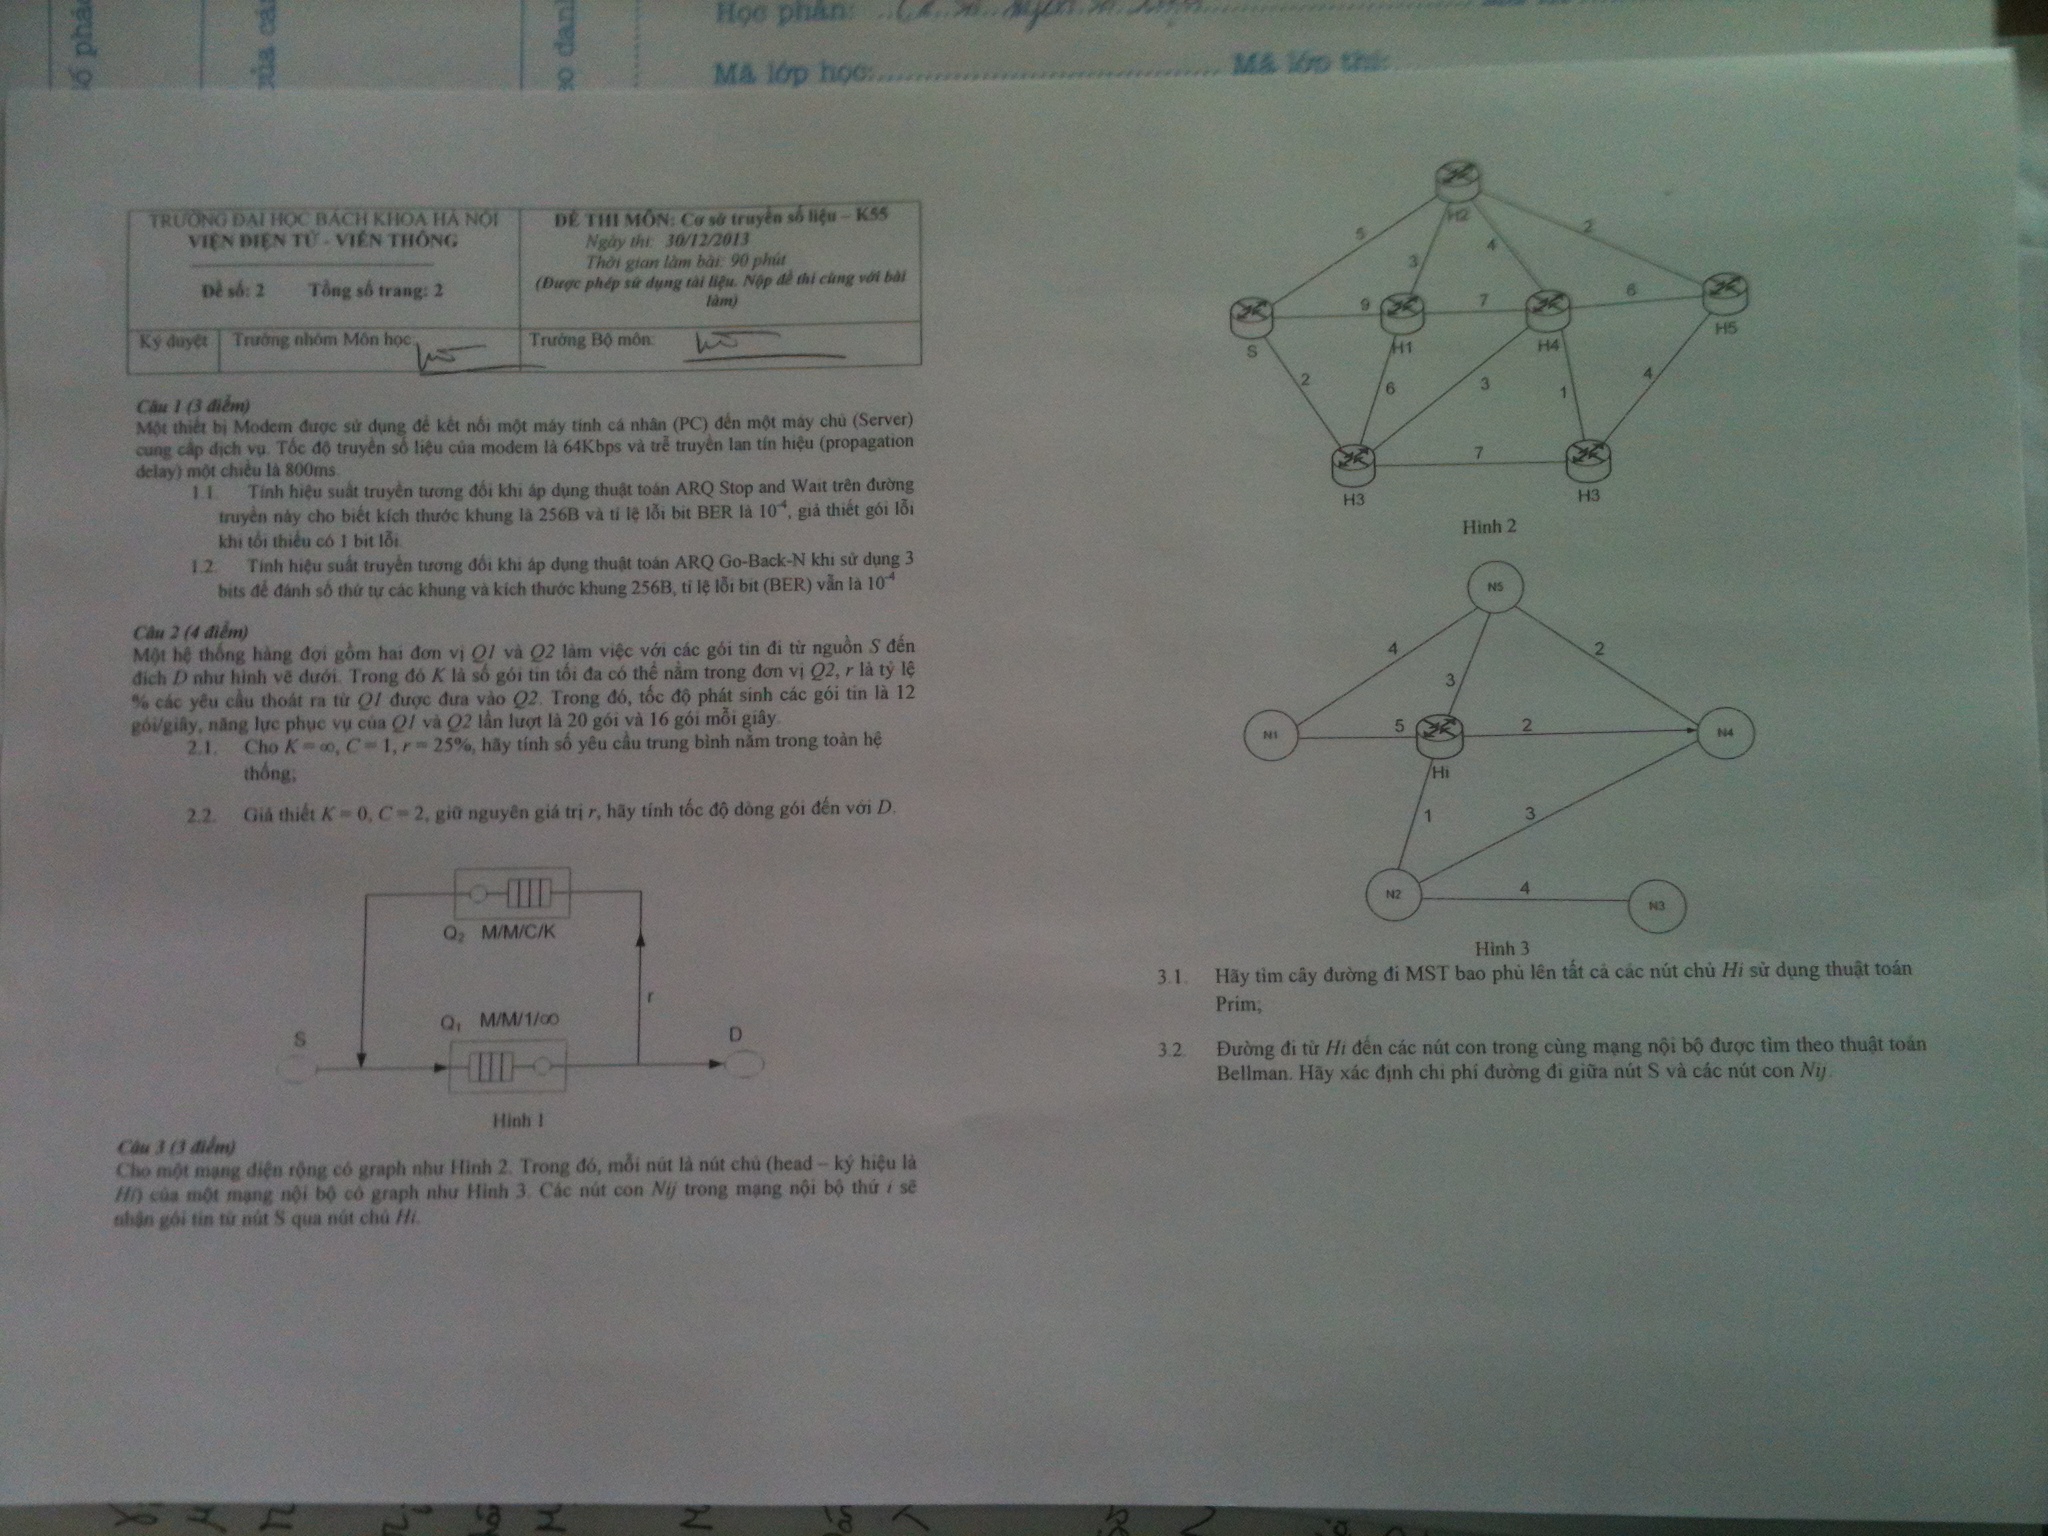 Học phần:
Mã lớp học:
Mã lớp thi:
TRƯỜNG ĐẠI HỌC BÁCH KHOA HÀ NỘI
VIỆN ĐIỆN TỬ - VIỄN THÔNG
Đề số: 2 Tổng số trang: 2
ĐỀ THI MÔN: Cơ sở truyền số liệu – K55
Ngày thi: 30/12/2013
Thời gian làm bài: 90 phút
(Được phép sử dụng tài liệu. Nộp đề thi cùng với bài
làm)
Ký duyệt
Trưởng nhóm Môn học:
Trưởng Bộ môn:
Câu 1 (3 điểm)
Một thiết bị Modem được sử dụng để kết nối một máy tính cá nhân (PC) đến một máy chủ (Server)
cung cấp dịch vụ. Tốc độ truyền số liệu của modem là 64Kbps và trễ truyền lan tín hiệu (propagation
delay) một chiều là 800ms.
1.1. Tính hiệu suất truyền tương đối khi áp dụng thuật toán ARQ Stop and Wait trên đường
truyền này cho biết kích thước khung là 256B và tỉ lệ lỗi bit BER là 10⁻⁴, giả thiết gói lỗi
khi tối thiểu có 1 bit lỗi.
1.2. Tính hiệu suất truyền tương đối khi áp dụng thuật toán ARQ Go-Back-N khi sử dụng 3
bits để đánh số thứ tự các khung và kích thước khung 256B, tỉ lệ lỗi bit (BER) vẫn là 10⁻⁴
Câu 2 (4 điểm)
Một hệ thống hàng đợi gồm hai đơn vị Q1 và Q2 làm việc với các gói tin đi từ nguồn S đến
đích D như hình vẽ dưới. Trong đó K là số gói tin tối đa có thể nằm trong đơn vị Q2, r là tỷ lệ
% các yêu cầu thoát ra từ Q1 được đưa vào Q2. Trong đó, tốc độ phát sinh các gói tin là 12
gói/giây, năng lực phục vụ của Q1 và Q2 lần lượt là 20 gói và 16 gói mỗi giây.
2.1. Cho K = ∞, C = 1, r = 25%, hãy tính số yêu cầu trung bình nằm trong toàn hệ
thống;
2.2. Giả thiết K = 0, C = 2, giữ nguyên giá trị r, hãy tính tốc độ dòng gói đến với D.
Q₂ M/M/C/K
r
S
Q₁ M/M/1/∞
D
Hình 1
Câu 3 (3 điểm)
Cho một mạng diện rộng có graph như Hình 2. Trong đó, mỗi nút là nút chủ (head – ký hiệu là
Hi) của một mạng nội bộ có graph như Hình 3. Các nút con Nij trong mạng nội bộ thứ i sẽ
nhận gói tin từ nút S qua nút chủ Hi.
H2
5
3
4
2
S
9
H1
7
H4
6
H5
2
6
3
1
4
H3
7
H3
Hình 2
N5
4
3
2
N1
5
Hi
2
N4
1
3
N2
4
N3
Hình 3
3.1. Hãy tìm cây đường đi MST bao phủ lên tất cả các nút chủ Hi sử dụng thuật toán
Prim;
3.2. Đường đi từ Hi đến các nút con trong cùng mạng nội bộ được tìm theo thuật toán
Bellman. Hãy xác định chi phí đường đi giữa nút S và các nút con Nij.